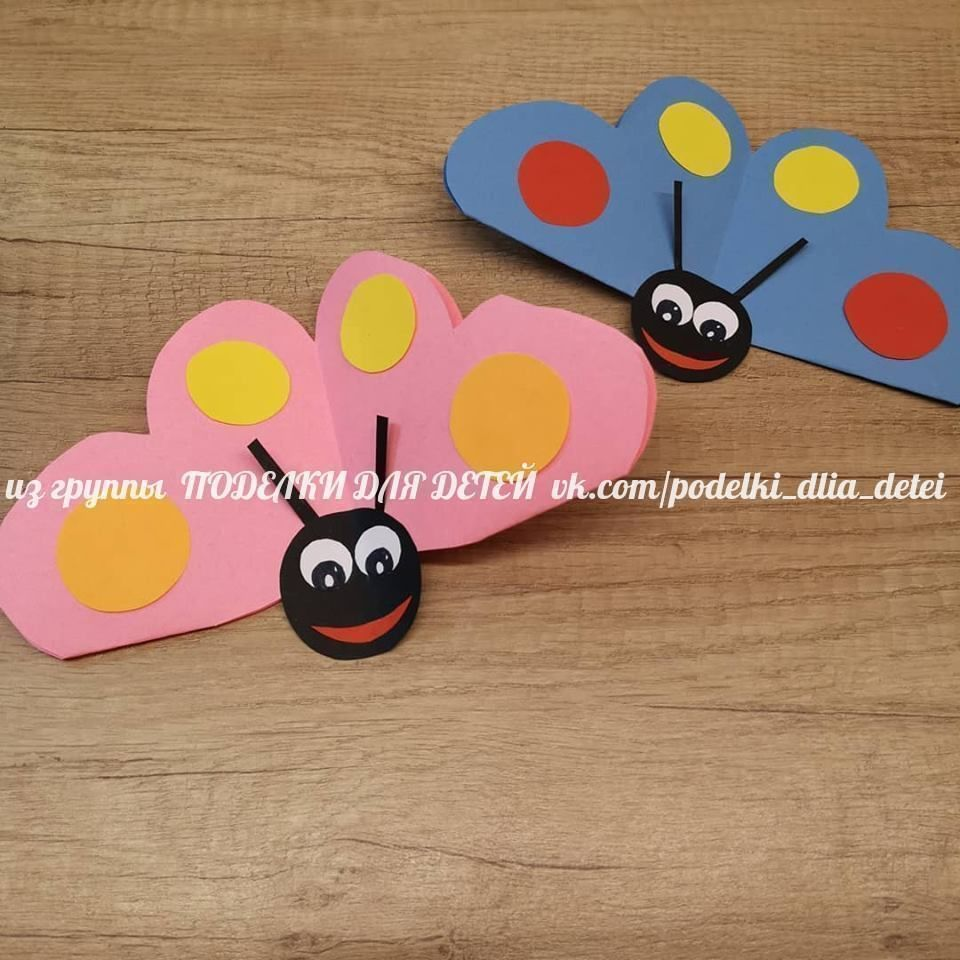 из группы ПОДЕЛКИ ДЛЯ ДЕТЕЙ vk.com/podelki_dlia_detei